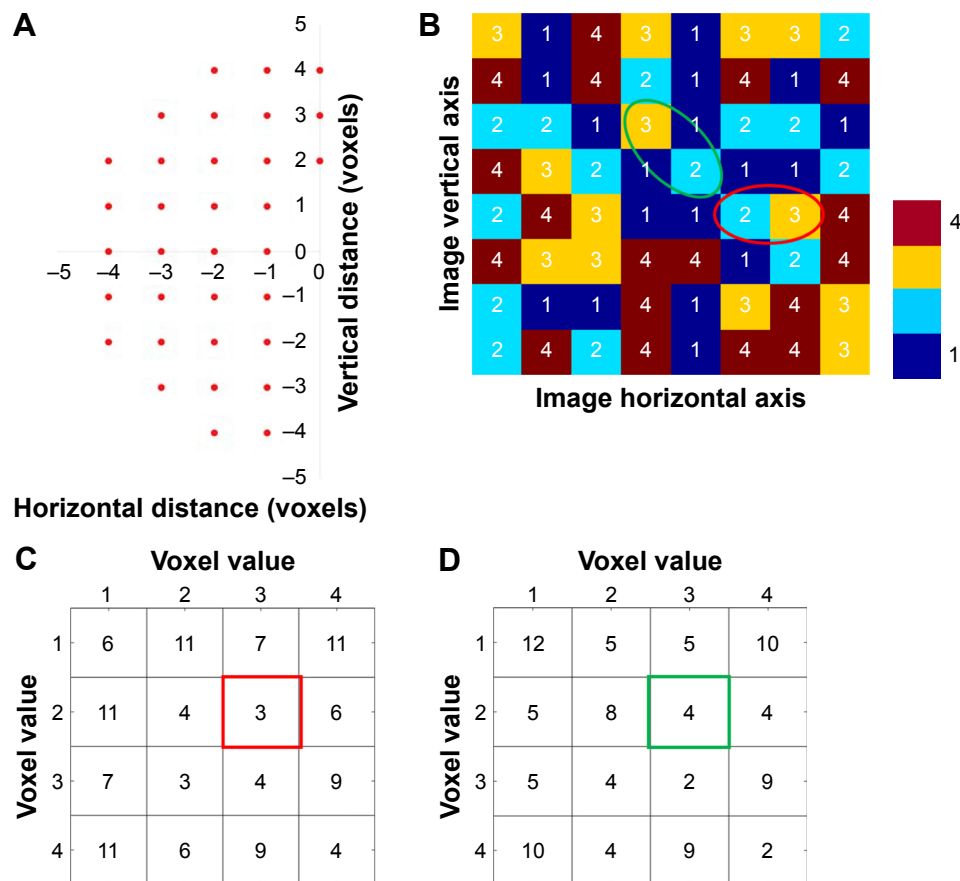 A
5
4
3
2
1
0
–5 –4 –3 –2 –1 0
–1
–2
–3
–4
–5
Vertical distance (voxels)
Horizontal distance (voxels)
B
Image vertical axis
3 1 4 3 1 3 3 2
4 1 4 2 1 4 1 4
2 2 1 3 1 2 2 1
4 3 2 1 2 1 1 2
2 4 3 1 1 2 3 4
4 3 3 4 4 1 2 4
2 1 1 4 1 3 4 3
2 4 2 4 1 4 4 3
Image horizontal axis
4
1
C
Voxel value
1 2 3 4
Voxel value
1 6 11 7 11
2 11 4 3 6
3 7 3 4 9
4 11 6 9 4
D
Voxel value
1 2 3 4
Voxel value
1 12 5 5 10
2 5 8 4 4
3 5 4 2 9
4 10 4 9 2